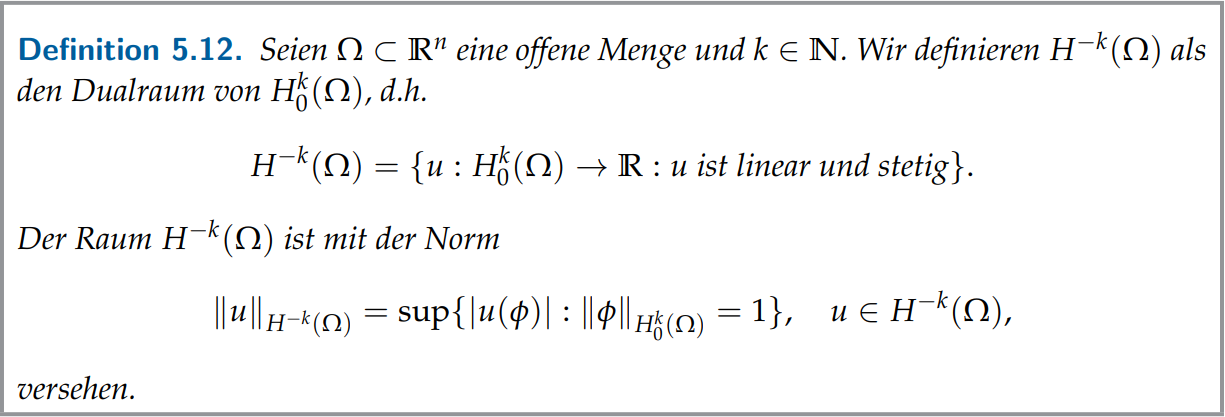 Definition 5.12. Seien Ω ⊂ ℝⁿ eine offene Menge und k ∈ ℕ. Wir definieren H⁻ᵏ(Ω) als
den Dualraum von H₀ᵏ(Ω), d.h.
H⁻ᵏ(Ω) = {u : H₀ᵏ(Ω) → ℝ : u ist linear und stetig}.
Der Raum H⁻ᵏ(Ω) ist mit der Norm
‖u‖_{H⁻ᵏ(Ω)} = sup{|u(ϕ)| : ‖ϕ‖_{H₀ᵏ(Ω)} = 1}, u ∈ H⁻ᵏ(Ω),
versehen.